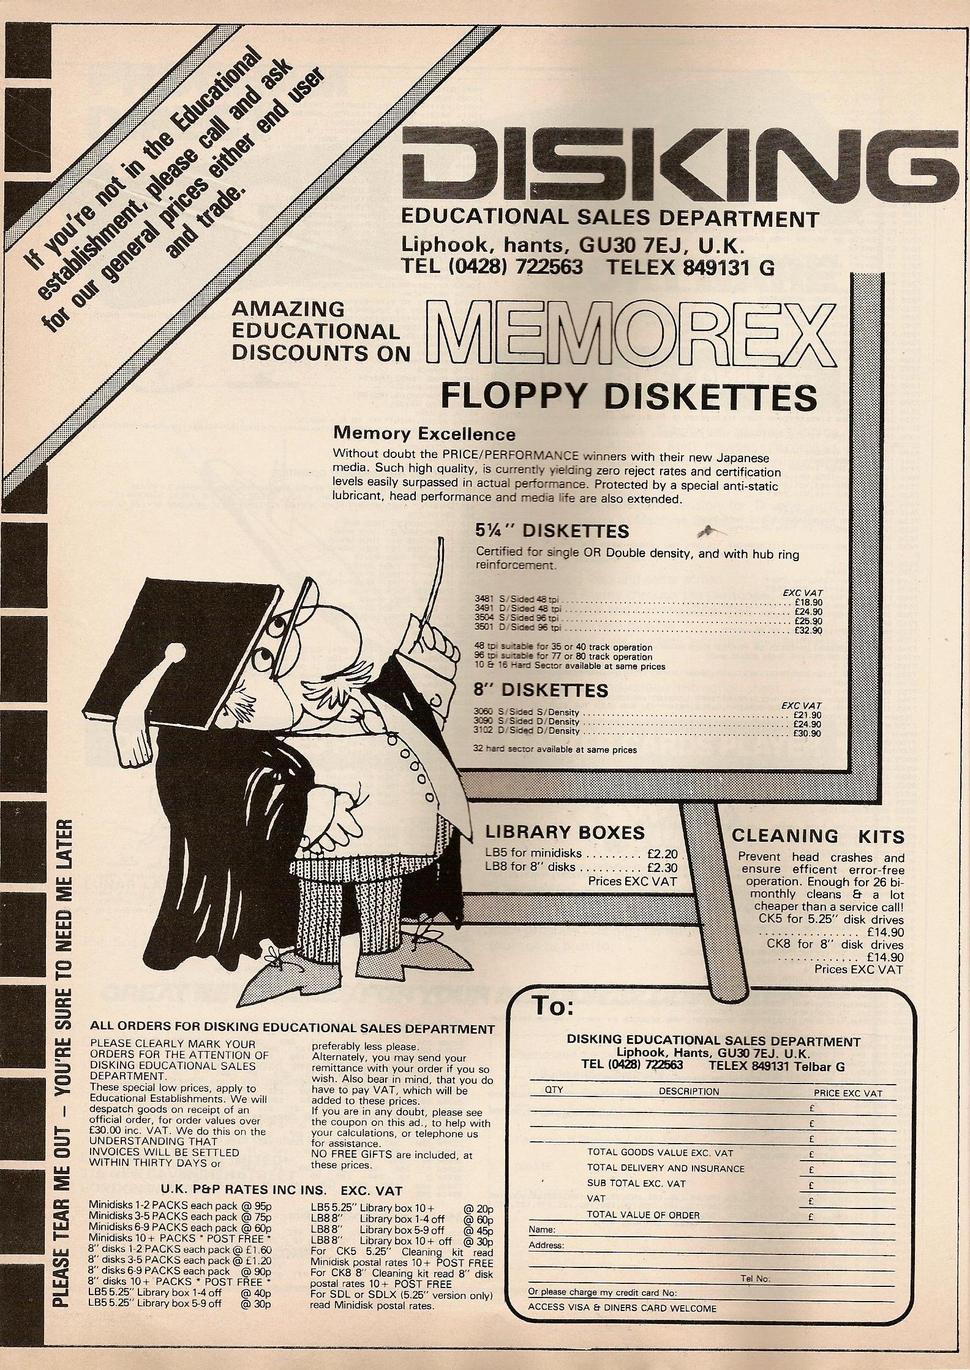 If you're not in the Educational
establishment, please call and ask
for our general prices either end user
and trade.
DISKING
EDUCATIONAL SALES DEPARTMENT
Liphook, hants, GU30 7EJ, U.K.
TEL (0428) 722563 TELEX 849131 G
AMAZING
EDUCATIONAL
DISCOUNTS ON
MEMOREX
FLOPPY DISKETTES
Memory Excellence
Without doubt the PRICE/PERFORMANCE winners with their new Japanese
media. Such high quality, is currently yielding zero reject rates and certification
levels easily surpassed in actual performance. Protected by a special anti-static
lubricant, head performance and media life are also extended.
5¼" DISKETTES
Certified for single OR Double density, and with hub ring
reinforcement.
EXC VAT
3481 S/Sided 48 tpi ........ £18.90
3491 D/Sided 48 tpi ........ £24.90
3504 S/Sided 96 tpi ........ £25.90
3501 D/Sided 96 tpi ........ £32.90
48 tpi suitable for 35 or 40 track operation
96 tpi suitable for 77 or 80 track operation
10 & 16 Hard Sector available at same prices
8" DISKETTES
EXC VAT
3060 S/Sided S/Density ........ £21.90
3090 S/Sided D/Density ........ £24.90
3102 D/Sided D/Density ........ £30.90
32 hard sector available at same prices
LIBRARY BOXES
LB5 for minidisks ......... £2.20
LB8 for 8" disks .......... £2.30
Prices EXC VAT
CLEANING KITS
Prevent head crashes and
ensure efficent error-free
operation. Enough for 26 bi-
monthly cleans & a lot
cheaper than a service call!
CK5 for 5.25" disk drives
............... £14.90
CK8 for 8" disk drives
............ £14.90
Prices EXC VAT
PLEASE TEAR ME OUT – YOU'RE SURE TO NEED ME LATER
ALL ORDERS FOR DISKING EDUCATIONAL SALES DEPARTMENT
PLEASE CLEARLY MARK YOUR
ORDERS FOR THE ATTENTION OF
DISKING EDUCATIONAL SALES
DEPARTMENT.
These special low prices, apply to
Educational Establishments. We will
despatch goods on receipt of an
official order, for order values over
£30.00 inc. VAT. We do this on the
UNDERSTANDING THAT
INVOICES WILL BE SETTLED
WITHIN THIRTY DAYS or
preferably less please.
Alternately, you may send your
remittance with your order if you so
wish. Also bear in mind, that you do
have to pay VAT, which will be
added to these prices.
If you are in any doubt, please see
the coupon on this ad., to help with
your calculations, or telephone us
for assistance.
NO FREE GIFTS are included, at
these prices.
U.K. P&P RATES INC INS. EXC. VAT
Minidisks 1-2 PACKS each pack @ 95p
Minidisks 3-5 PACKS each pack @ 75p
Minidisks 6-9 PACKS each pack @ 60p
Minidisks 10+ PACKS * POST FREE *
8" disks 1-2 PACKS each pack @ £1.60
8" disks 3-5 PACKS each pack @ £1.20
8" disks 6-9 PACKS each pack @ 90p
8" disks 10+ PACKS * POST FREE *
LB5 5.25" Library box 1-4 off @ 40p
LB5 5.25" Library box 5-9 off @ 30p
LB5 5.25" Library box 10+ @ 20p
LB8 8" Library box 1-4 off @ 60p
LB8 8" Library box 5-9 off @ 45p
LB8 8" Library box 10+ off @ 30p
For CK5 5.25" Cleaning kit read
Minidisk postal rates 10+ POST FREE
For CK8 8" Cleaning kit read 8" disk
postal rates 10+ POST FREE
For SDL or SDLX (5.25" version only)
read Minidisk postal rates.
To:
DISKING EDUCATIONAL SALES DEPARTMENT
Liphook, Hants, GU30 7EJ. U.K.
TEL (0428) 722563 TELEX 849131 Telbar G
QTY DESCRIPTION PRICE EXC VAT
£
£
£
TOTAL GOODS VALUE EXC. VAT £
TOTAL DELIVERY AND INSURANCE £
SUB TOTAL EXC. VAT £
VAT £
TOTAL VALUE OF ORDER £
Name:
Address:
Tel No:
Or please charge my credit card No:
ACCESS VISA & DINERS CARD WELCOME